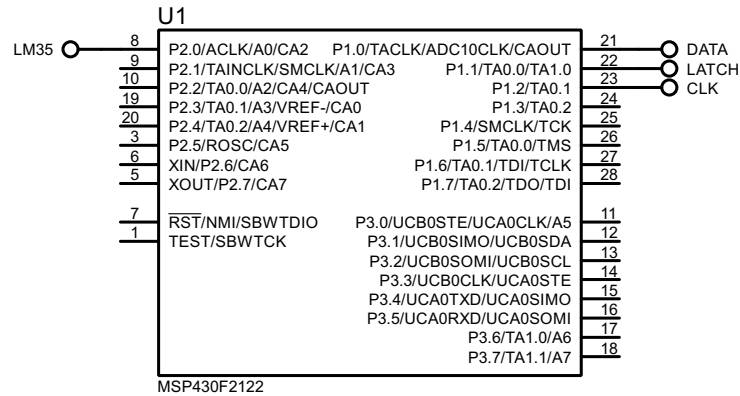 U1
LM35 8 P2.0/ACLK/A0/CA2 P1.0/TACLK/ADC10CLK/CAOUT 21 DATA
9 P2.1/TAINCLK/SMCLK/A1/CA3 P1.1/TA0.0/TA1.0 22 LATCH
10 P2.2/TA0.0/A2/CA4/CAOUT P1.2/TA0.1 23 CLK
19 P2.3/TA0.1/A3/VREF-/CA0 P1.3/TA0.2 24
20 P2.4/TA0.2/A4/VREF+/CA1 P1.4/SMCLK/TCK 25
3 P2.5/ROSC/CA5 P1.5/TA0.0/TMS 26
6 XIN/P2.6/CA6 P1.6/TA0.1/TDI/TCLK 27
5 XOUT/P2.7/CA7 P1.7/TA0.2/TDO/TDI 28
7 RST/NMI/SBWTDIO P3.0/UCB0STE/UCA0CLK/A5 11
1 TEST/SBWTCK P3.1/UCB0SIMO/UCB0SDA 12
P3.2/UCB0SOMI/UCB0SCL 13
P3.3/UCB0CLK/UCA0STE 14
P3.4/UCA0TXD/UCA0SIMO 15
P3.5/UCA0RXD/UCA0SOMI 16
P3.6/TA1.0/A6 17
P3.7/TA1.1/A7 18
MSP430F2122